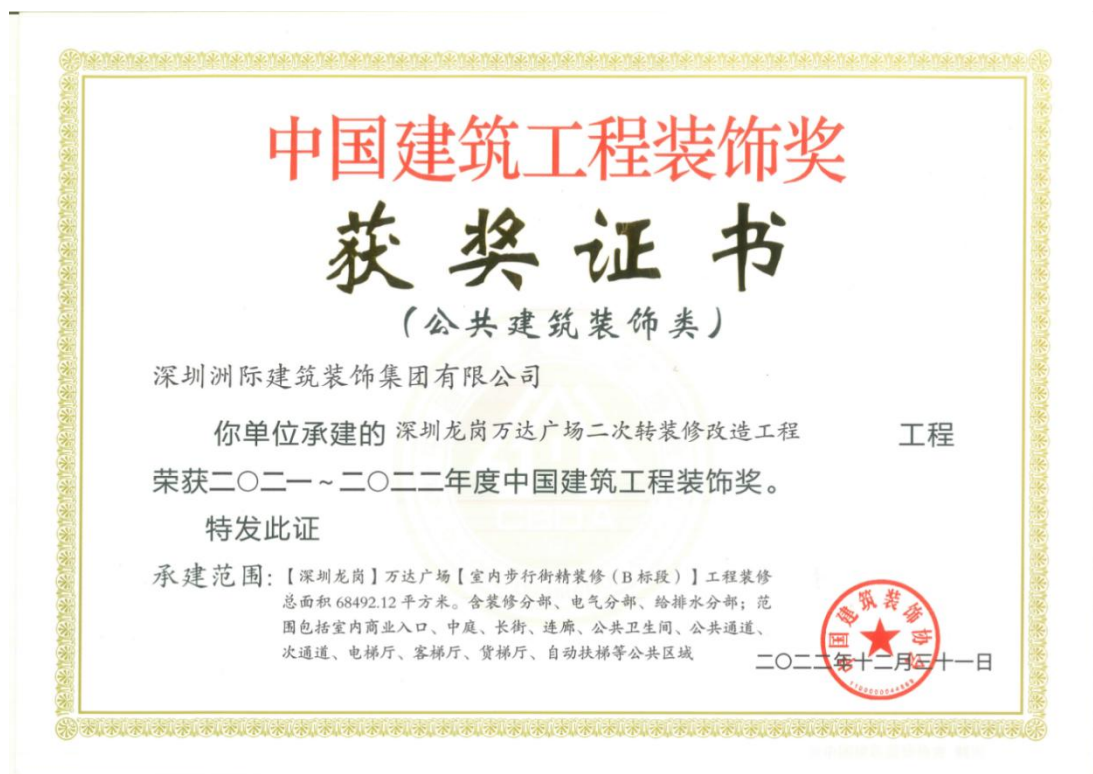 中国建筑工程装饰奖
获奖证书
（公共建筑装饰类）
深圳洲际建筑装饰集团有限公司
你单位承建的 深圳龙岗万达广场二次转装修改造工程 工程
荣获二〇二一~二〇二二年度中国建筑工程装饰奖。
特发此证
承建范围:【深圳龙岗】万达广场【室内步行街精装修（B标段）】工程装修
总面积 68492.12 平方米。含装修分部、电气分部、给排水分部；范
围包括室内商业入口、中庭、长街、连廊、公共卫生间、公共通道、
次通道、电梯厅、客梯厅、货梯厅、自动扶梯等公共区域
中国建筑装饰协会
二〇二二年十二月三十一日
CBDA